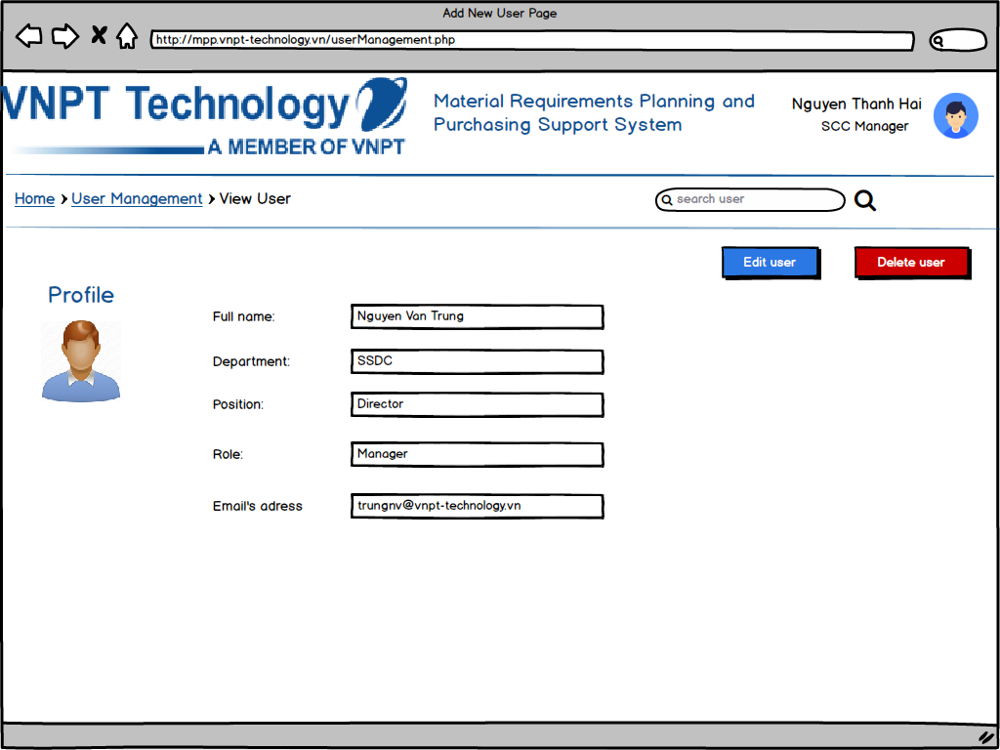 Add New User Page
http://mpp.vnpt-technology.vn/userManagement.php
VNPT Technology
A MEMBER OF VNPT
Material Requirements Planning and
Purchasing Support System
Nguyen Thanh Hai
SCC Manager
Home > User Management > View User
search user
Edit user
Delete user
Profile
Full name: Nguyen Van Trung
Department: SSDC
Position: Director
Role: Manager
Email's adress trungnv@vnpt-technology.vn